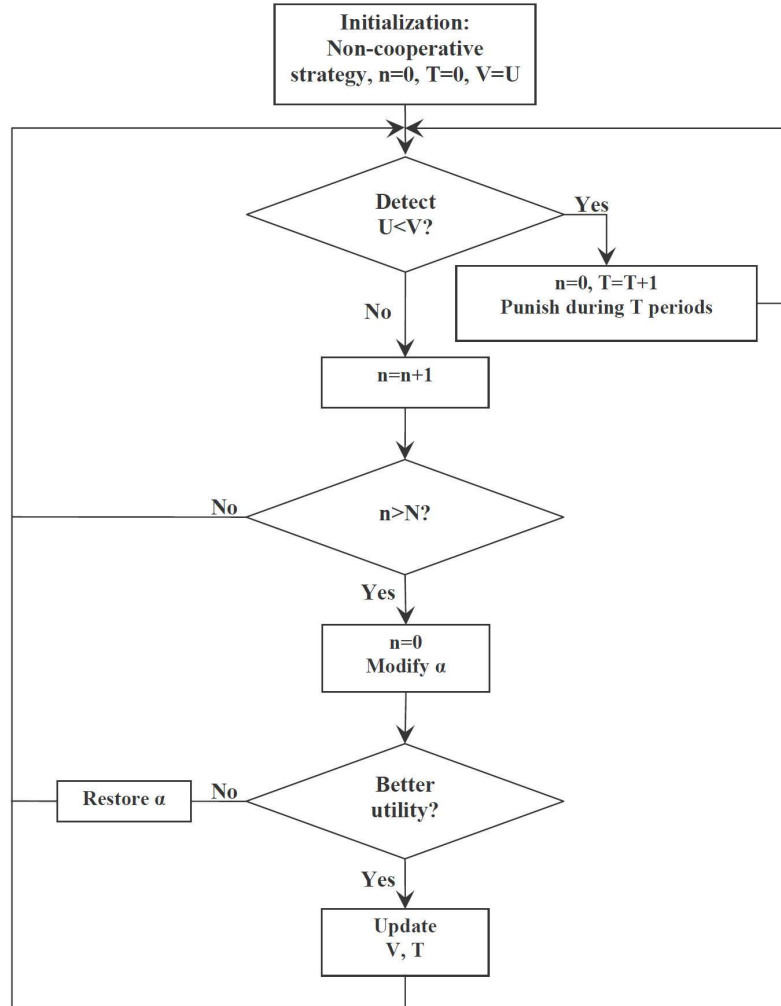 Initialization:
Non-cooperative
strategy, n=0, T=0, V=U
Detect
U<V?
Yes
n=0, T=T+1
Punish during T periods
No
n=n+1
n>N?
No
Yes
n=0
Modify α
Better
utility?
No
Restore α
Yes
Update
V, T